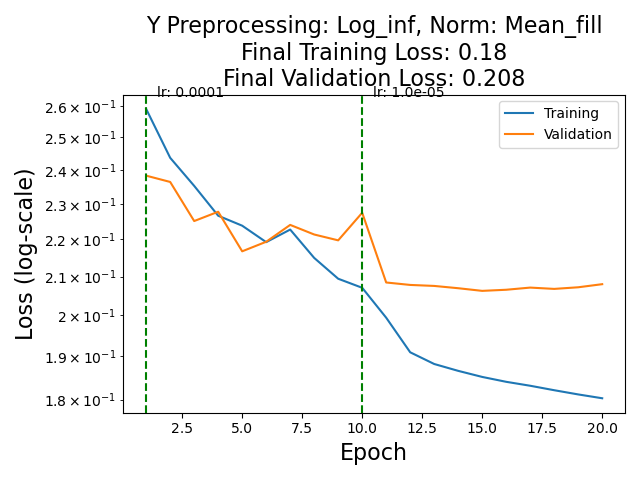 Y Preprocessing: Log_inf, Norm: Mean_fill
Final Training Loss: 0.18
Final Validation Loss: 0.208
lr: 0.0001
lr: 1.0e-05
Training
Validation
2.6 × 10⁻¹
2.5 × 10⁻¹
2.4 × 10⁻¹
2.3 × 10⁻¹
2.2 × 10⁻¹
2.1 × 10⁻¹
2 × 10⁻¹
1.9 × 10⁻¹
1.8 × 10⁻¹
Loss (log-scale)
2.5 5.0 7.5 10.0 12.5 15.0 17.5 20.0
Epoch